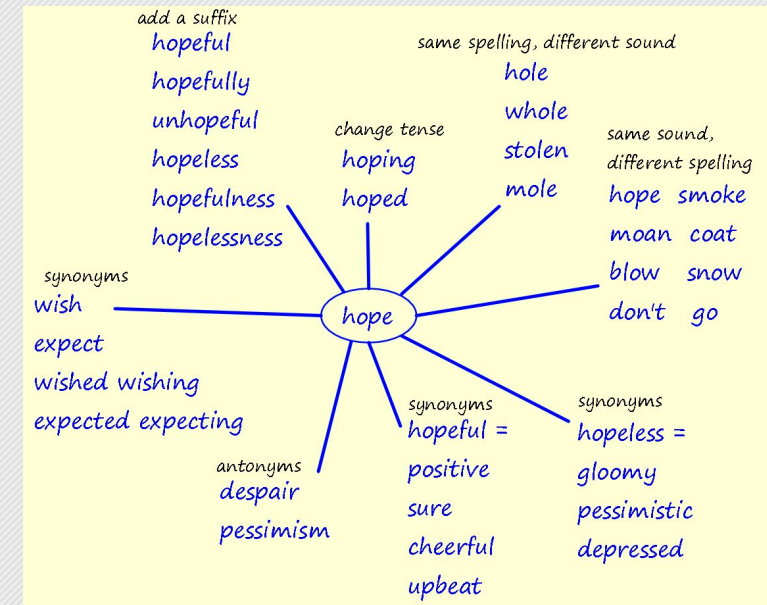 add a suffix
hopeful
hopefully
unhopeful
hopeless
hopefulness
hopelessness
change tense
hoping
hoped
same spelling, different sound
hole
whole
stolen
mole
same sound,
different spelling
hope smoke
moan coat
blow snow
don't go
synonyms
wish
expect
wished wishing
expected expecting
hope
antonyms
despair
pessimism
synonyms
hopeful =
positive
sure
cheerful
upbeat
synonyms
hopeless =
gloomy
pessimistic
depressed